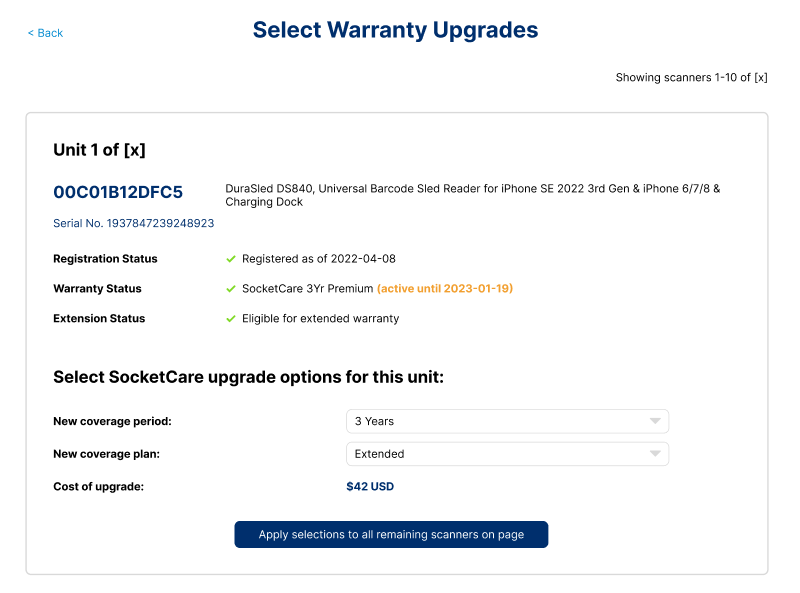 < Back
Select Warranty Upgrades
Showing scanners 1-10 of [x]
Unit 1 of [x]
00C01B12DFC5
DuraSled DS840, Universal Barcode Sled Reader for iPhone SE 2022 3rd Gen & iPhone 6/7/8 &
Charging Dock
Serial No. 1937847239248923
Registration Status
Registered as of 2022-04-08
Warranty Status
SocketCare 3Yr Premium (active until 2023-01-19)
Extension Status
Eligible for extended warranty
Select SocketCare upgrade options for this unit:
New coverage period:
3 Years
New coverage plan:
Extended
Cost of upgrade:
$42 USD
Apply selections to all remaining scanners on page